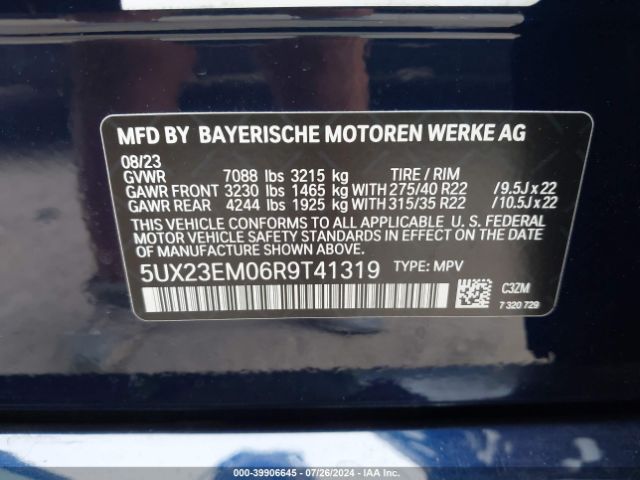 MFD BY BAYERISCHE MOTOREN WERKE AG
08/23
GVWR 7088 lbs 3215 kg TIRE / RIM
GAWR FRONT 3230 lbs 1465 kg WITH 275/40 R22 /9.5J x 22
GAWR REAR 4244 lbs 1925 kg WITH 315/35 R22 /10.5J x 22
THIS VEHICLE CONFORMS TO ALL APPLICABLE U. S. FEDERAL
MOTOR VEHICLE SAFETY STANDARDS IN EFFECT ON THE DATE OF
MANUFACTURE SHOWN ABOVE.
5UX23EM06R9T41319 TYPE: MPV
C3ZM
7 320 729
000-39906645 - 07/26/2024 - IAAI.COM